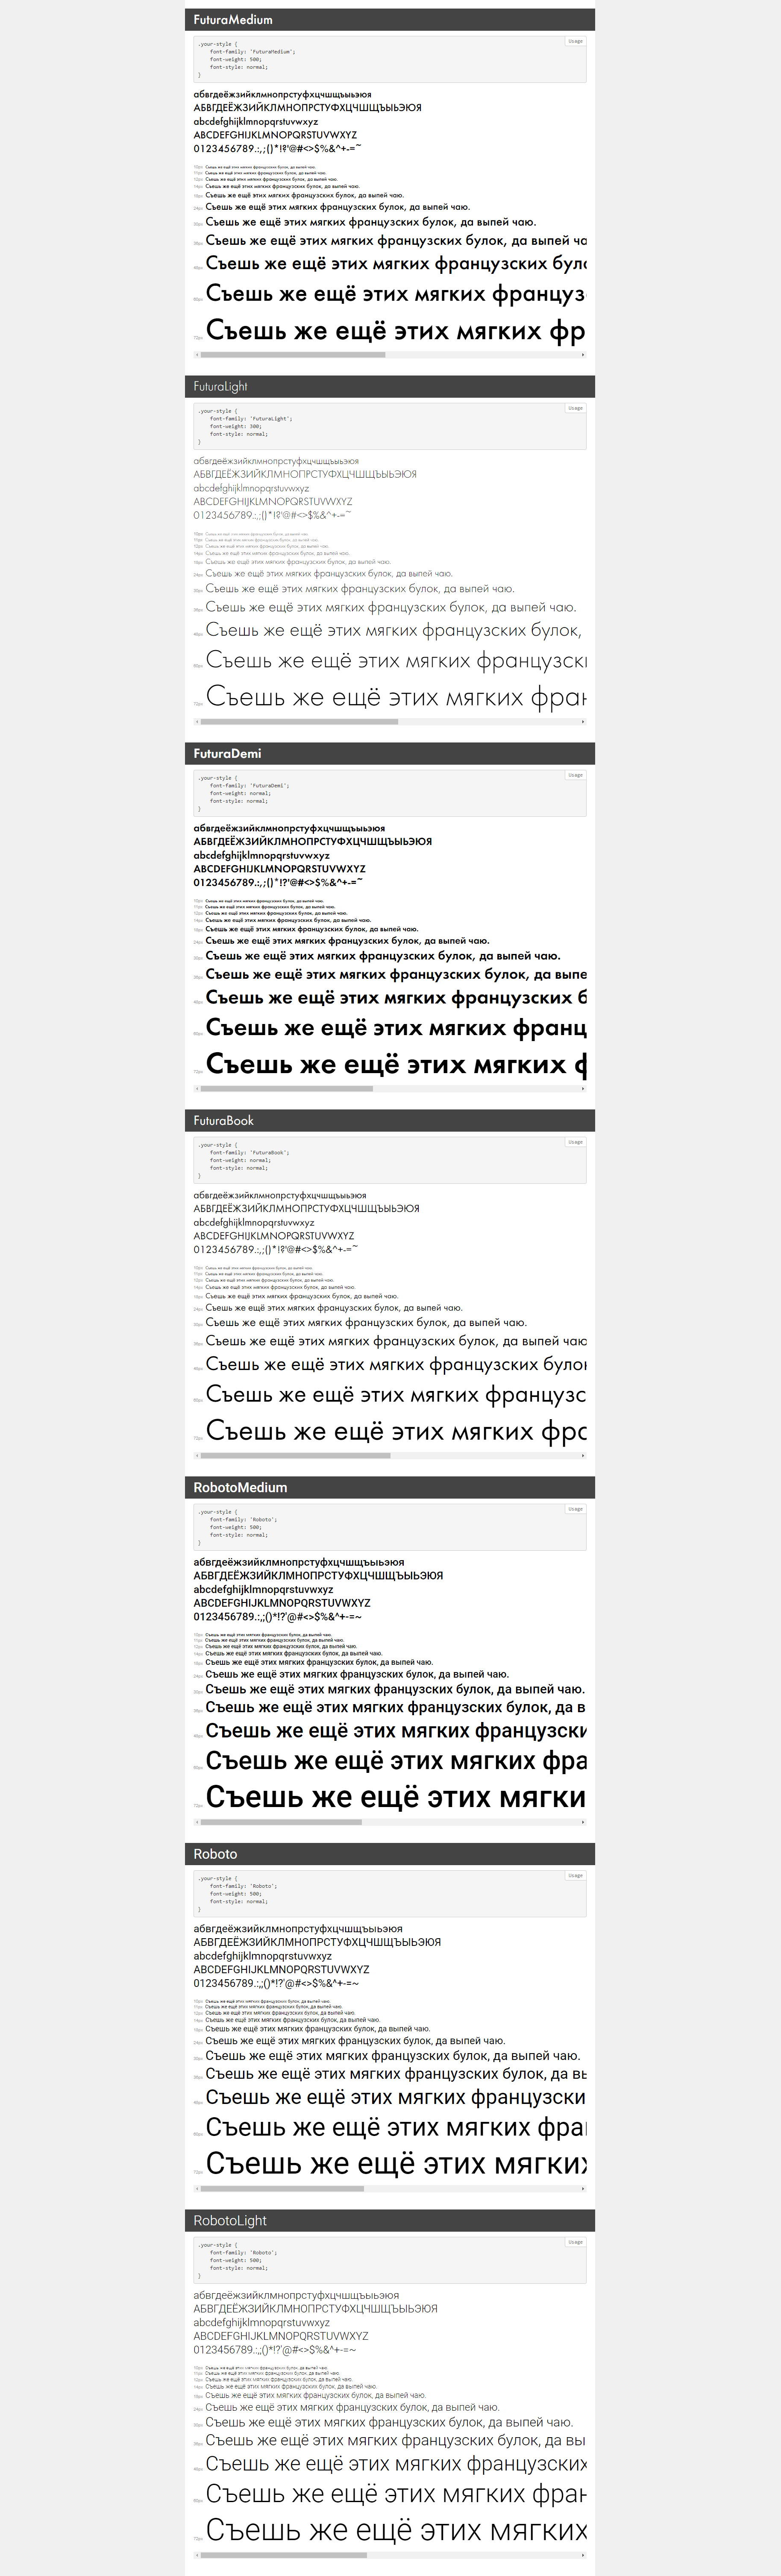 FuturaMedium
Usage
.your-style {
font-family: 'FuturaMedium';
font-weight: 500;
font-style: normal;
}
абвгдеёжзийклмнопрстуфхцчшщъыьэюя
АБВГДЕЁЖЗИЙКЛМНОПРСТУФХЦЧШЩЪЫЬЭЮЯ
abcdefghijklmnopqrstuvwxyz
ABCDEFGHIJKLMNOPQRSTUVWXYZ
0123456789.:,;()*!?'@#<>$%&^+-=~
10px Съешь же ещё этих мягких французских булок, да выпей чаю.
11px Съешь же ещё этих мягких французских булок, да выпей чаю.
12px Съешь же ещё этих мягких французских булок, да выпей чаю.
14px Съешь же ещё этих мягких французских булок, да выпей чаю.
18px Съешь же ещё этих мягких французских булок, да выпей чаю.
24px Съешь же ещё этих мягких французских булок, да выпей чаю.
30px Съешь же ещё этих мягких французских булок, да выпей чаю.
36px Съешь же ещё этих мягких французских булок, да выпей ча
48px Съешь же ещё этих мягких французских було
60px Съешь же ещё этих мягких француз
72px Съешь же ещё этих мягких фр
FuturaLight
Usage
.your-style {
font-family: 'FuturaLight';
font-weight: 300;
font-style: normal;
}
абвгдеёжзийклмнопрстуфхцчшщъыьэюя
АБВГДЕЁЖЗИЙКЛМНОПРСТУФХЦЧШЩЪЫЬЭЮЯ
abcdefghijklmnopqrstuvwxyz
ABCDEFGHIJKLMNOPQRSTUVWXYZ
0123456789.:,;()*!?'@#<>$%&^+-=~
10px Съешь же ещё этих мягких французских булок, да выпей чаю.
11px Съешь же ещё этих мягких французских булок, да выпей чаю.
12px Съешь же ещё этих мягких французских булок, да выпей чаю.
14px Съешь же ещё этих мягких французских булок, да выпей чаю.
18px Съешь же ещё этих мягких французских булок, да выпей чаю.
24px Съешь же ещё этих мягких французских булок, да выпей чаю.
30px Съешь же ещё этих мягких французских булок, да выпей чаю.
36px Съешь же ещё этих мягких французских булок, да выпей чаю.
48px Съешь же ещё этих мягких французских булок,
60px Съешь же ещё этих мягких французски
72px Съешь же ещё этих мягких фран
FuturaDemi
Usage
.your-style {
font-family: 'FuturaDemi';
font-weight: normal;
font-style: normal;
}
абвгдеёжзийклмнопрстуфхцчшщъыьэюя
АБВГДЕЁЖЗИЙКЛМНОПРСТУФХЦЧШЩЪЫЬЭЮЯ
abcdefghijklmnopqrstuvwxyz
ABCDEFGHIJKLMNOPQRSTUVWXYZ
0123456789.:,;()*!?'@#<>$%&^+-=~
10px Съешь же ещё этих мягких французских булок, да выпей чаю.
11px Съешь же ещё этих мягких французских булок, да выпей чаю.
12px Съешь же ещё этих мягких французских булок, да выпей чаю.
14px Съешь же ещё этих мягких французских булок, да выпей чаю.
18px Съешь же ещё этих мягких французских булок, да выпей чаю.
24px Съешь же ещё этих мягких французских булок, да выпей чаю.
30px Съешь же ещё этих мягких французских булок, да выпей чаю.
36px Съешь же ещё этих мягких французских булок, да выпе
48px Съешь же ещё этих мягких французских б
60px Съешь же ещё этих мягких франц
72px Съешь же ещё этих мягких ф
FuturaBook
Usage
.your-style {
font-family: 'FuturaBook';
font-weight: normal;
font-style: normal;
}
абвгдеёжзийклмнопрстуфхцчшщъыьэюя
АБВГДЕЁЖЗИЙКЛМНОПРСТУФХЦЧШЩЪЫЬЭЮЯ
abcdefghijklmnopqrstuvwxyz
ABCDEFGHIJKLMNOPQRSTUVWXYZ
0123456789.:,;()*!?'@#<>$%&^+-=~
10px Съешь же ещё этих мягких французских булок, да выпей чаю.
11px Съешь же ещё этих мягких французских булок, да выпей чаю.
12px Съешь же ещё этих мягких французских булок, да выпей чаю.
14px Съешь же ещё этих мягких французских булок, да выпей чаю.
18px Съешь же ещё этих мягких французских булок, да выпей чаю.
24px Съешь же ещё этих мягких французских булок, да выпей чаю.
30px Съешь же ещё этих мягких французских булок, да выпей чаю.
36px Съешь же ещё этих мягких французских булок, да выпей чаю
48px Съешь же ещё этих мягких французских булок
60px Съешь же ещё этих мягких французс
72px Съешь же ещё этих мягких фра
RobotoMedium
Usage
.your-style {
font-family: 'Roboto';
font-weight: 500;
font-style: normal;
}
абвгдеёжзийклмнопрстуфхцчшщъыьэюя
АБВГДЕЁЖЗИЙКЛМНОПРСТУФХЦЧШЩЪЫЬЭЮЯ
abcdefghijklmnopqrstuvwxyz
ABCDEFGHIJKLMNOPQRSTUVWXYZ
0123456789.:,;()*!?'@#<>$%&^+-=~
10px Съешь же ещё этих мягких французских булок, да выпей чаю.
11px Съешь же ещё этих мягких французских булок, да выпей чаю.
12px Съешь же ещё этих мягких французских булок, да выпей чаю.
14px Съешь же ещё этих мягких французских булок, да выпей чаю.
18px Съешь же ещё этих мягких французских булок, да выпей чаю.
24px Съешь же ещё этих мягких французских булок, да выпей чаю.
30px Съешь же ещё этих мягких французских булок, да выпей чаю.
36px Съешь же ещё этих мягких французских булок, да в
48px Съешь же ещё этих мягких французски
60px Съешь же ещё этих мягких фра
72px Съешь же ещё этих мягки
Roboto
Usage
.your-style {
font-family: 'Roboto';
font-weight: 500;
font-style: normal;
}
абвгдеёжзийклмнопрстуфхцчшщъыьэюя
АБВГДЕЁЖЗИЙКЛМНОПРСТУФХЦЧШЩЪЫЬЭЮЯ
abcdefghijklmnopqrstuvwxyz
ABCDEFGHIJKLMNOPQRSTUVWXYZ
0123456789.:,;()*!?'@#<>$%&^+-=~
10px Съешь же ещё этих мягких французских булок, да выпей чаю.
11px Съешь же ещё этих мягких французских булок, да выпей чаю.
12px Съешь же ещё этих мягких французских булок, да выпей чаю.
14px Съешь же ещё этих мягких французских булок, да выпей чаю.
18px Съешь же ещё этих мягких французских булок, да выпей чаю.
24px Съешь же ещё этих мягких французских булок, да выпей чаю.
30px Съешь же ещё этих мягких французских булок, да выпей чаю.
36px Съешь же ещё этих мягких французских булок, да вы
48px Съешь же ещё этих мягких французски
60px Съешь же ещё этих мягких фран
72px Съешь же ещё этих мягких
RobotoLight
Usage
.your-style {
font-family: 'Roboto';
font-weight: 500;
font-style: normal;
}
абвгдеёжзийклмнопрстуфхцчшщъыьэюя
АБВГДЕЁЖЗИЙКЛМНОПРСТУФХЦЧШЩЪЫЬЭЮЯ
abcdefghijklmnopqrstuvwxyz
ABCDEFGHIJKLMNOPQRSTUVWXYZ
0123456789.:,;()*!?'@#<>$%&^+-=~
10px Съешь же ещё этих мягких французских булок, да выпей чаю.
11px Съешь же ещё этих мягких французских булок, да выпей чаю.
12px Съешь же ещё этих мягких французских булок, да выпей чаю.
14px Съешь же ещё этих мягких французских булок, да выпей чаю.
18px Съешь же ещё этих мягких французских булок, да выпей чаю.
24px Съешь же ещё этих мягких французских булок, да выпей чаю.
30px Съешь же ещё этих мягких французских булок, да выпей чаю.
36px Съешь же ещё этих мягких французских булок, да вы
48px Съешь же ещё этих мягких французских
60px Съешь же ещё этих мягких фран
72px Съешь же ещё этих мягких